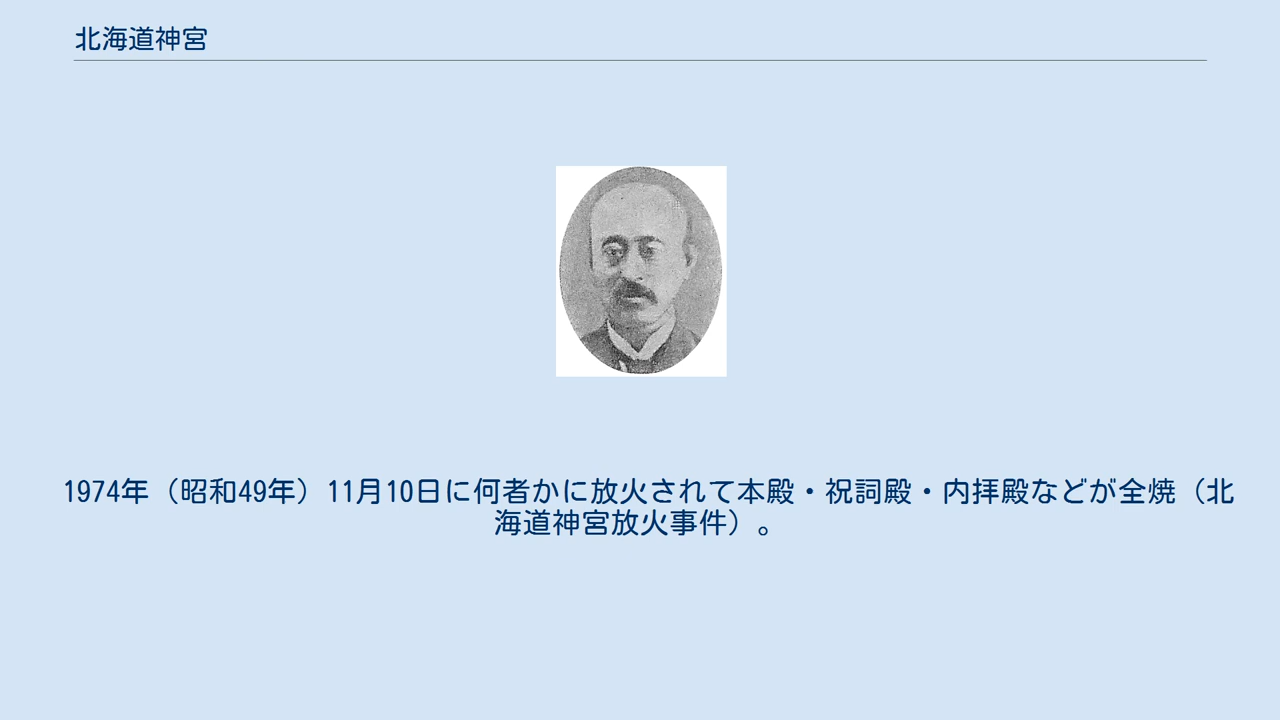 北海道神宮
1974年（昭和49年）11月10日に何者かに放火されて本殿・祝詞殿・内拝殿などが全焼（北
海道神宮放火事件）。